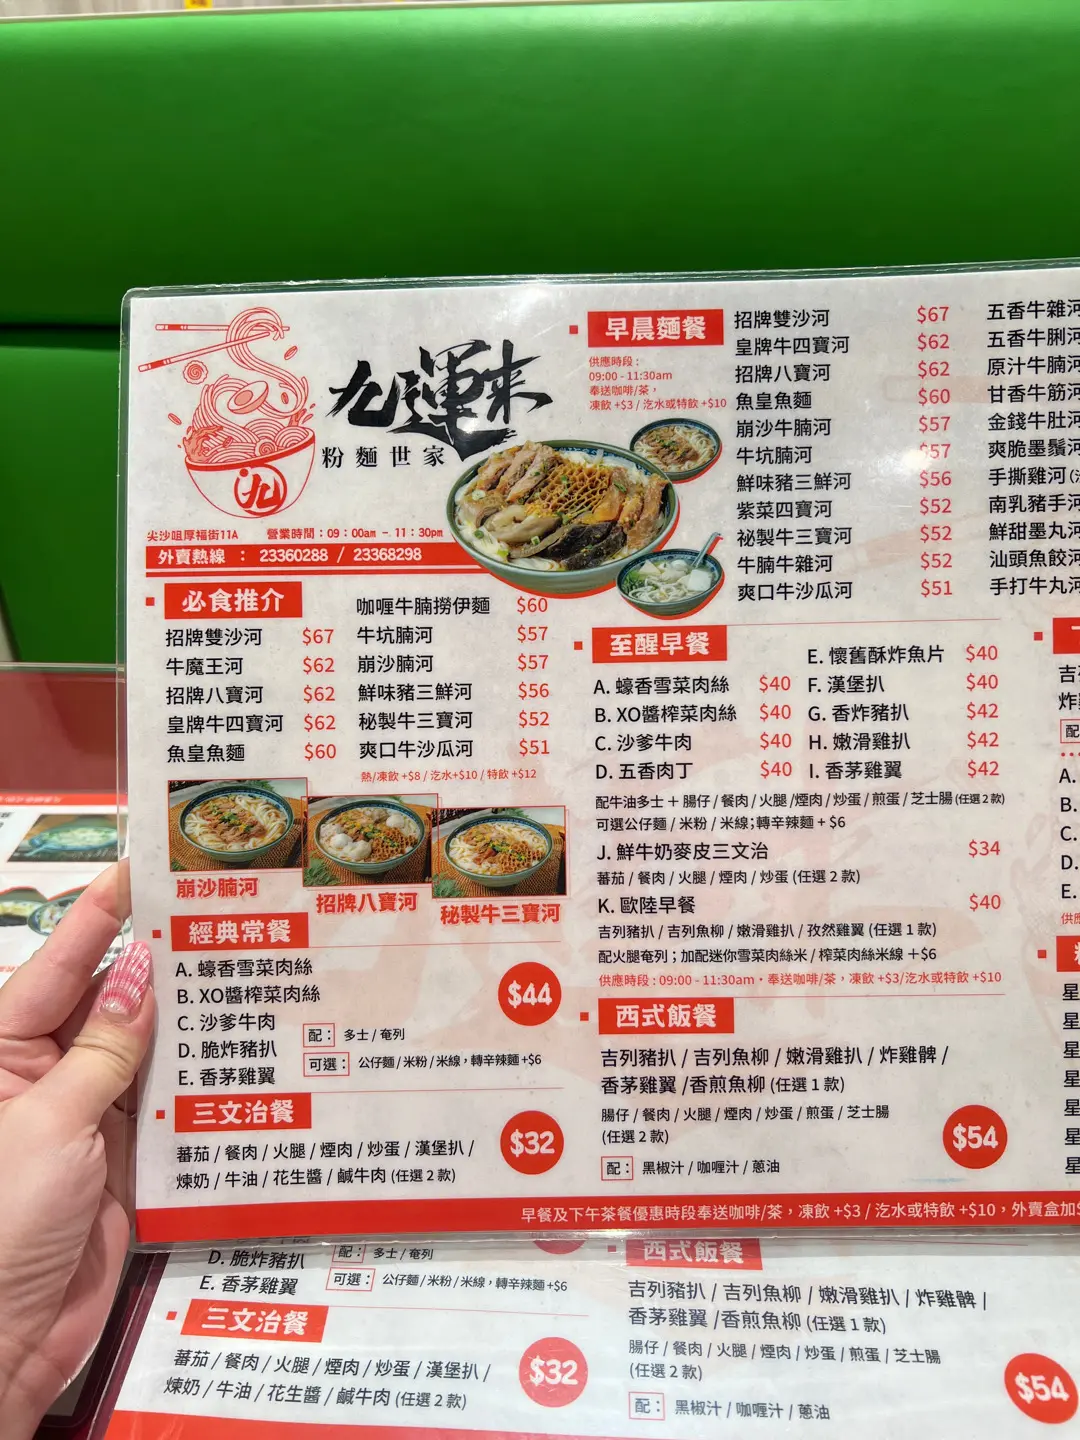 九運来
粉麵世家
九
尖沙咀厚福街11A 營業時間：09：00am - 11：30pm
外賣熱線 ： 23360288 / 23368298
必食推介
招牌雙沙河 $67
牛魔王河 $62
招牌八寶河 $62
皇牌牛四寶河 $62
魚皇魚麵 $60
咖喱牛腩撈伊麵 $60
牛坑腩河 $57
崩沙腩河 $57
鮮味豬三鮮河 $56
秘製牛三寶河 $52
爽口牛沙瓜河 $51
熱/凍飲 +$8 / 汽水+$10 / 特飲 +$12
崩沙腩河
招牌八寶河
秘製牛三寶河
經典常餐
A. 蠔香雪菜肉絲
B. XO醬榨菜肉絲
C. 沙爹牛肉
D. 脆炸豬扒
E. 香茅雞翼
$44
配： 多士 / 奄列
可選： 公仔麵 / 米粉 / 米線，轉辛辣麵 +$6
三文治餐
番茄 / 餐肉 / 火腿 / 煙肉 / 炒蛋 / 漢堡扒 /
煉奶 / 牛油 / 花生醬 / 鹹牛肉 (任選 2 款)
$32
早晨麵餐
供應時段 :
09:00 - 11:30am
奉送咖啡/茶，
凍飲 +$3 / 汽水或特飲 +$10
招牌雙沙河 $67
皇牌牛四寶河 $62
招牌八寶河 $62
魚皇魚麵 $60
崩沙牛腩河 $57
牛坑腩河 $57
鮮味豬三鮮河 $56
紫菜四寶河 $52
祕製牛三寶河 $52
牛腩牛雜河 $52
爽口牛沙瓜河 $51
五香牛雜河
五香牛脷河
原汁牛腩河
甘香牛筋河
金錢牛肚河
爽脆墨鬚河
手撕雞河
南乳豬手河
鮮甜墨丸河
汕頭魚餃河
手打牛丸河
至醒早餐
A. 蠔香雪菜肉絲 $40
B. XO醬榨菜肉絲 $40
C. 沙爹牛肉 $40
D. 五香肉丁 $40
E. 懷舊酥炸魚片 $40
F. 漢堡扒 $40
G. 香炸豬扒 $42
H. 嫩滑雞扒 $42
I. 香茅雞翼 $42
配牛油多士 + 腸仔 / 餐肉 / 火腿 /煙肉 / 炒蛋 / 煎蛋 / 芝士腸 (任選 2 款)
可選公仔麵 / 米粉 / 米線；轉辛辣麵 + $6
J. 鮮牛奶麥皮三文治 $34
蕃茄 / 餐肉 / 火腿 / 煙肉 / 炒蛋 (任選 2 款)
K. 歐陸早餐 $40
吉列豬扒 / 吉列魚柳 / 嫩滑雞扒 / 孜然雞翼 (任選 1 款)
配火腿奄列；加配迷你雪菜肉絲米 / 榨菜肉絲米線 + $6
供應時段 : 09:00 - 11:30am・奉送咖啡/茶，凍飲 +$3/汽水或特飲 +$10
西式飯餐
吉列豬扒 / 吉列魚柳 / 嫩滑雞扒 / 炸雞髀 /
香茅雞翼 /香煎魚柳 (任選 1 款)
腸仔 / 餐肉 / 火腿 / 煙肉 / 炒蛋 / 煎蛋 / 芝士腸
(任選 2 款)
配： 黑椒汁 / 咖喱汁 / 蔥油
$54
吉
炸
配
A.
B.
C.
D.
E.
供
星
星
星
星
星
星
星
早餐及下午茶餐優惠時段奉送咖啡/茶，凍飲 +$3 / 汽水或特飲 +$10，外賣盒加$
D. 脆炸豬扒
E. 香茅雞翼
配： 多士 / 奄列
可選： 公仔麵 / 米粉 / 米線，轉辛辣麵 +$6
三文治餐
蕃茄 / 餐肉 / 火腿 / 煙肉 / 炒蛋 / 漢堡扒 /
煉奶 / 牛油 / 花生醬 / 鹹牛肉 (任選 2 款)
$32
西式飯餐
吉列豬扒 / 吉列魚柳 / 嫩滑雞扒 / 炸雞髀 /
香茅雞翼 /香煎魚柳 (任選 1 款)
腸仔 / 餐肉 / 火腿 / 煙肉 / 炒蛋 / 煎蛋 / 芝士腸
(任選 2 款)
配： 黑椒汁 / 咖喱汁 / 蔥油
$54